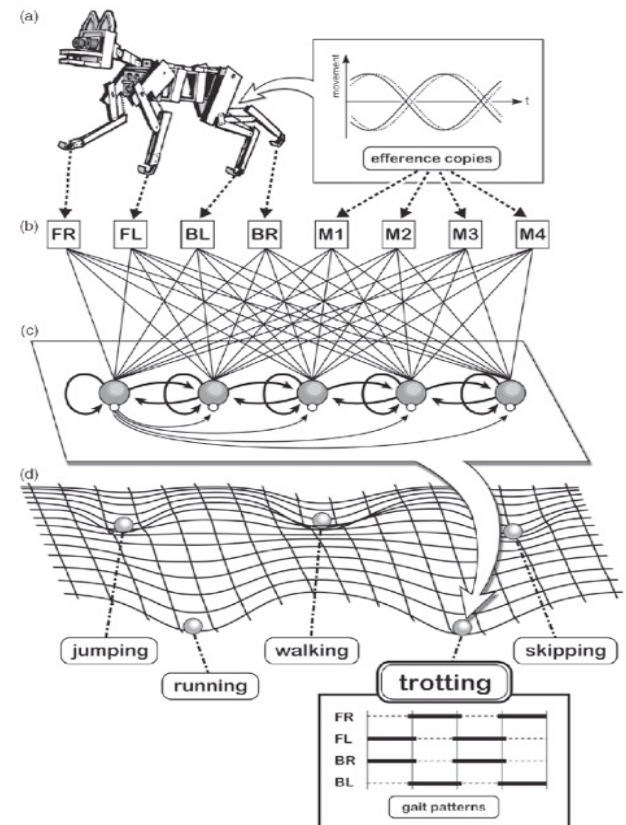 (a)
movement
t
efference copies
(b)
FR FL BL BR M1 M2 M3 M4
(c)
(d)
jumping walking skipping
running
trotting
FR
FL
BR
BL
gait patterns